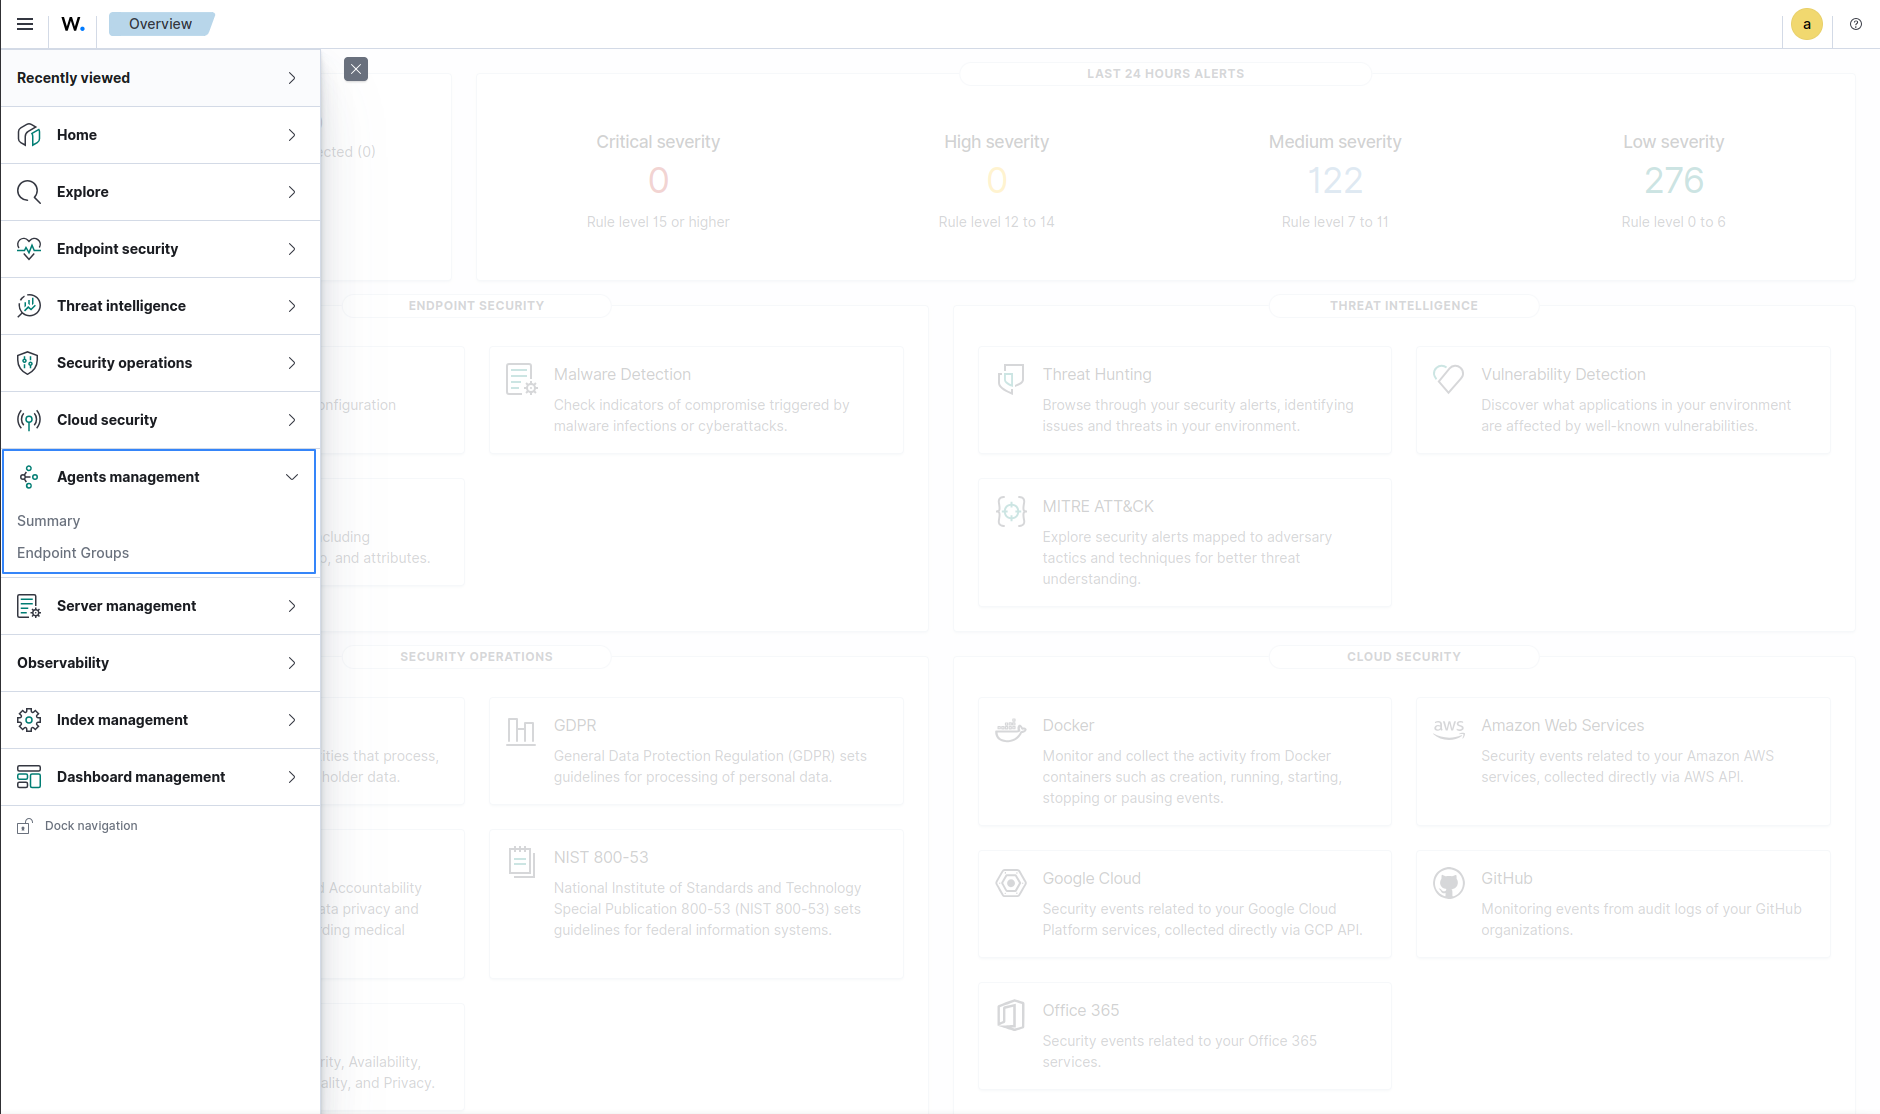 W. Overview a
Recently viewed
Home
Explore
Endpoint security
Threat intelligence
Security operations
Cloud security
Agents management
Summary
Endpoint Groups
Server management
Observability
Index management
Dashboard management
Dock navigation
ected (0)
LAST 24 HOURS ALERTS
Critical severity
0
Rule level 15 or higher
High severity
0
Rule level 12 to 14
Medium severity
122
Rule level 7 to 11
Low severity
276
Rule level 0 to 6
ENDPOINT SECURITY
onfiguration
Malware Detection
Check indicators of compromise triggered by
malware infections or cyberattacks.
cluding
, and attributes.
THREAT INTELLIGENCE
Threat Hunting
Browse through your security alerts, identifying
issues and threats in your environment.
Vulnerability Detection
Discover what applications in your environment
are affected by well-known vulnerabilities.
MITRE ATT&CK
Explore security alerts mapped to adversary
tactics and techniques for better threat
understanding.
SECURITY OPERATIONS
ities that process,
holder data.
GDPR
General Data Protection Regulation (GDPR) sets
guidelines for processing of personal data.
d Accountability
ata privacy and
ding medical
NIST 800-53
National Institute of Standards and Technology
Special Publication 800-53 (NIST 800-53) sets
guidelines for federal information systems.
rity, Availability,
ality, and Privacy.
CLOUD SECURITY
Docker
Monitor and collect the activity from Docker
containers such as creation, running, starting,
stopping or pausing events.
aws
Amazon Web Services
Security events related to your Amazon AWS
services, collected directly via AWS API.
Google Cloud
Security events related to your Google Cloud
Platform services, collected directly via GCP API.
GitHub
Monitoring events from audit logs of your GitHub
organizations.
Office 365
Security events related to your Office 365
services.